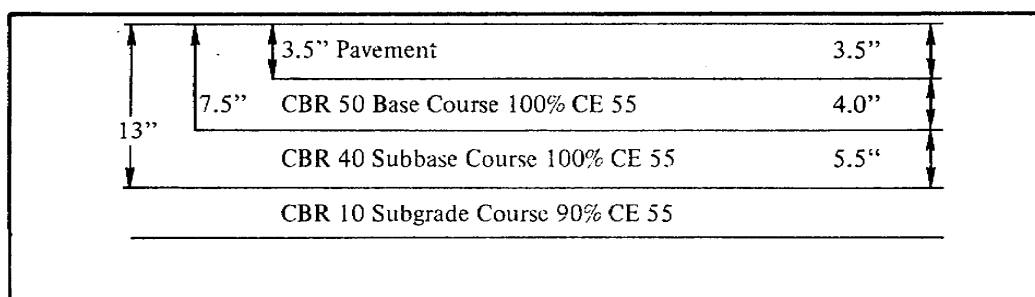 3.5” Pavement 3.5”
7.5” CBR 50 Base Course 100% CE 55 4.0”
13”
CBR 40 Subbase Course 100% CE 55 5.5“
CBR 10 Subgrade Course 90% CE 55